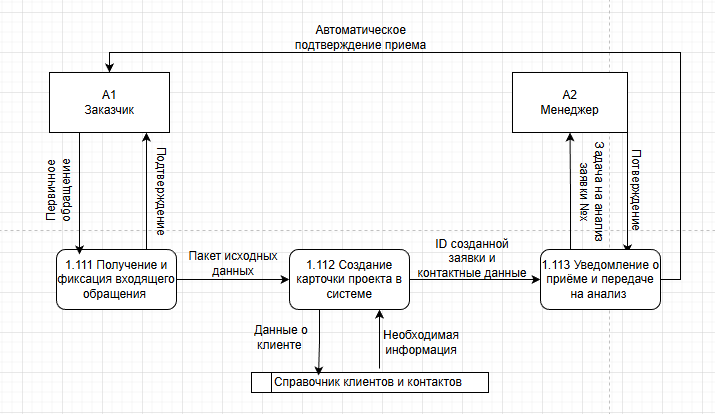 Автоматическое
подтверждение приема
А1
Заказчик
А2
Менеджер
Первичное
обращение
Подтверждение
Задача на анализ
заявки №х
Потверждение
1.111 Получение и
фиксация входящего
обращения
Пакет исходных
данных
1.112 Создание
карточки проекта в
системе
ID созданной
заявки и
контактные данные
1.113 Уведомление о
приёме и передаче
на анализ
Данные о
клиенте
Необходимая
информация
Справочник клиентов и контактов